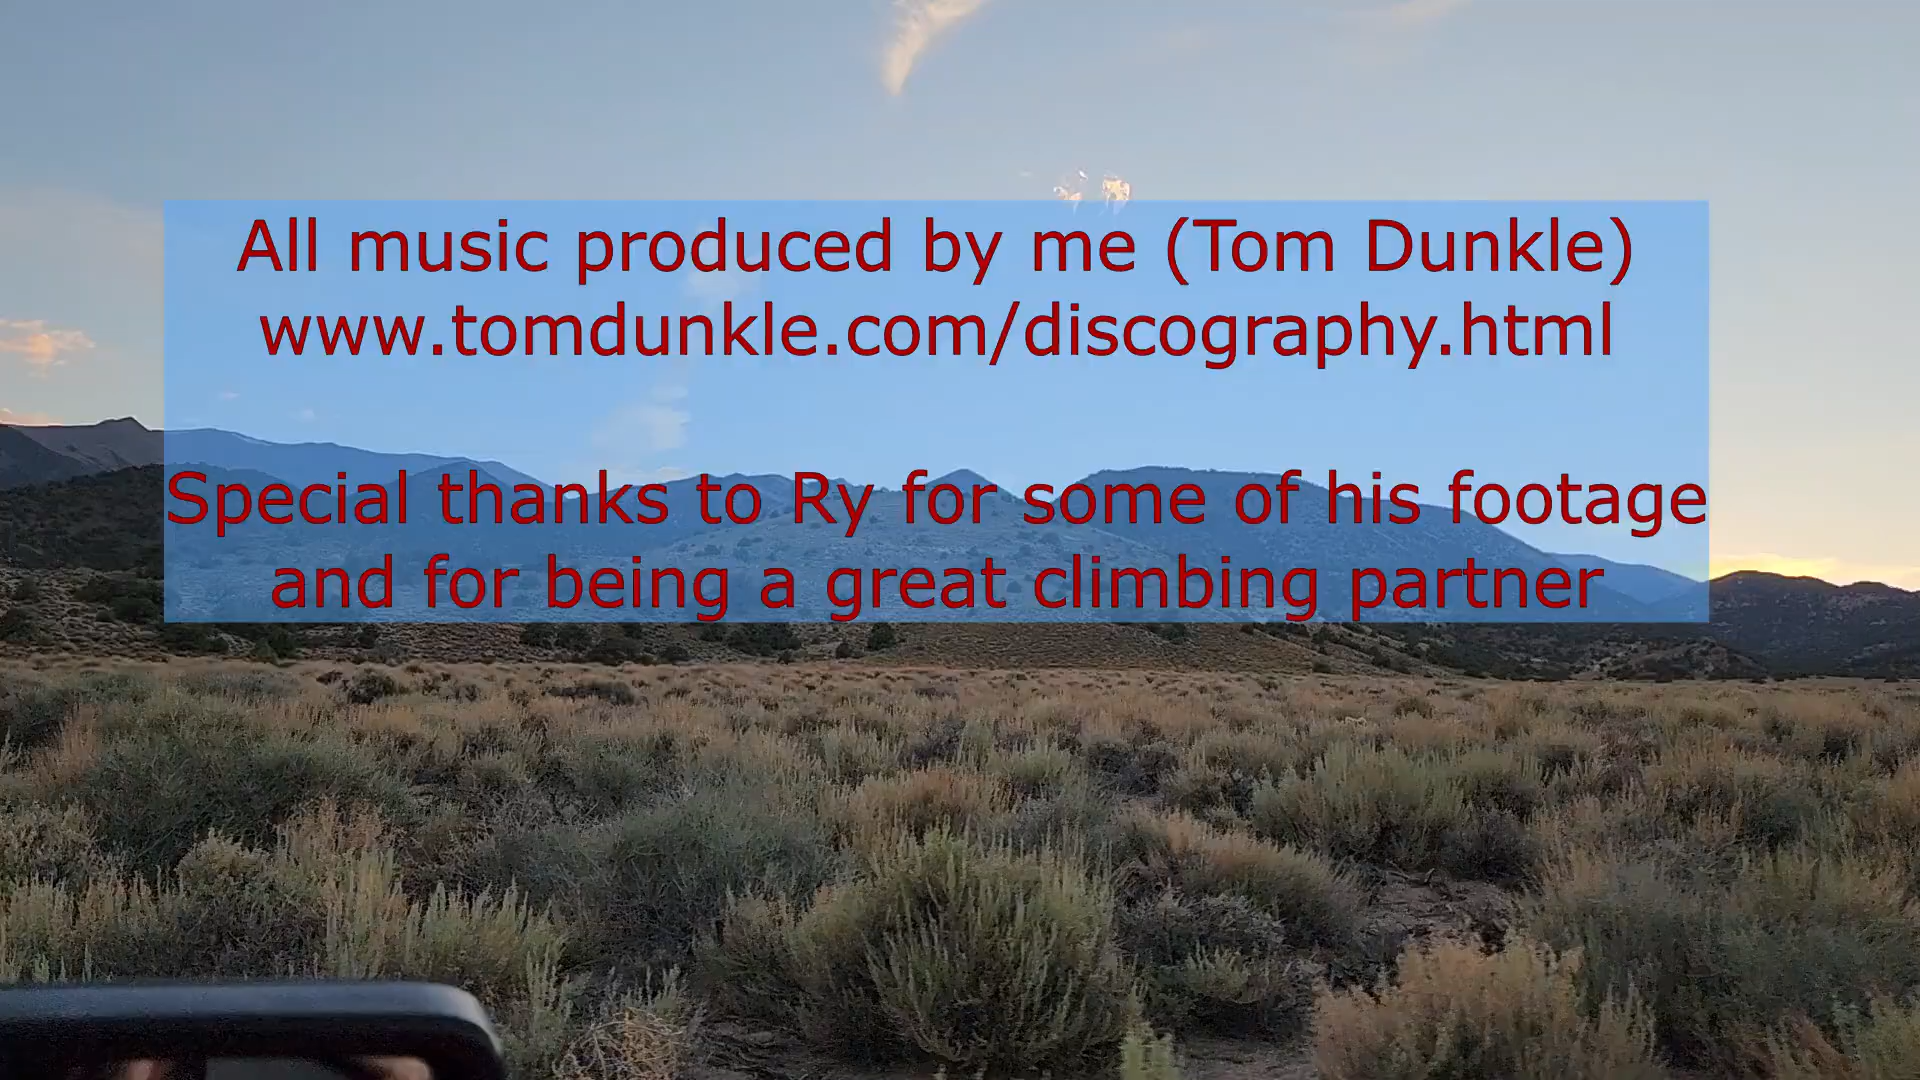 All music produced by me (Tom Dunkle)
www.tomdunkle.com/discography.html
Special thanks to Ry for some of his footage
and for being a great climbing partner